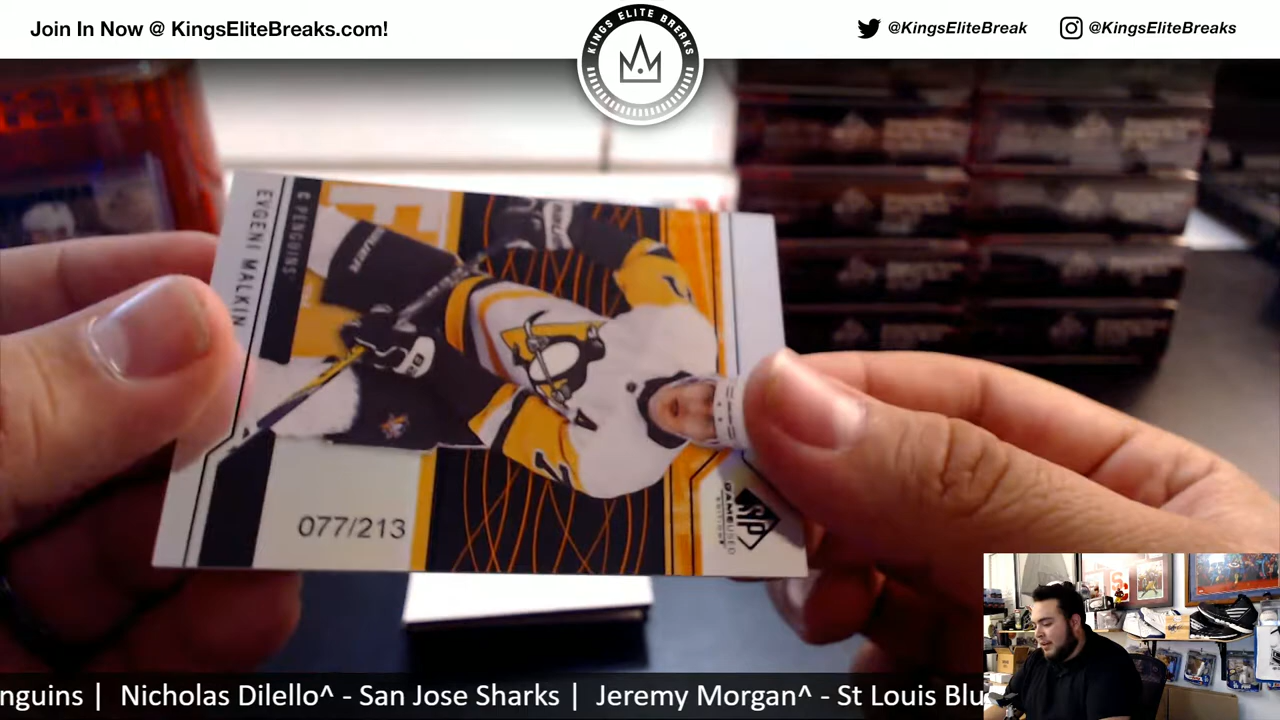 Join In Now @ KingsEliteBreaks.com!
KINGS ELITE BREAKS
@KingsEliteBreak
@KingsEliteBreaks
C PENGUINS
EVGENI MALKIN
077/213
SP
GAME USED
EDITION
nguins | Nicholas Dilello^ - San Jose Sharks | Jeremy Morgan^ - St Louis Blu